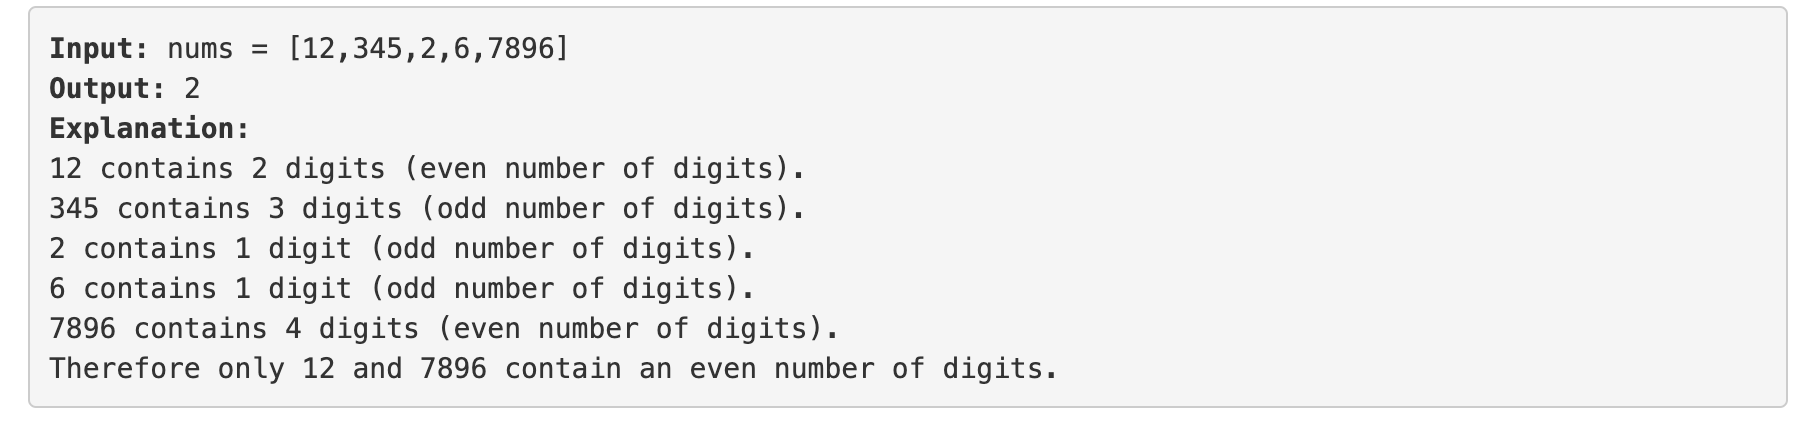 Input: nums = [12,345,2,6,7896]
Output: 2
Explanation:
12 contains 2 digits (even number of digits).
345 contains 3 digits (odd number of digits).
2 contains 1 digit (odd number of digits).
6 contains 1 digit (odd number of digits).
7896 contains 4 digits (even number of digits).
Therefore only 12 and 7896 contain an even number of digits.